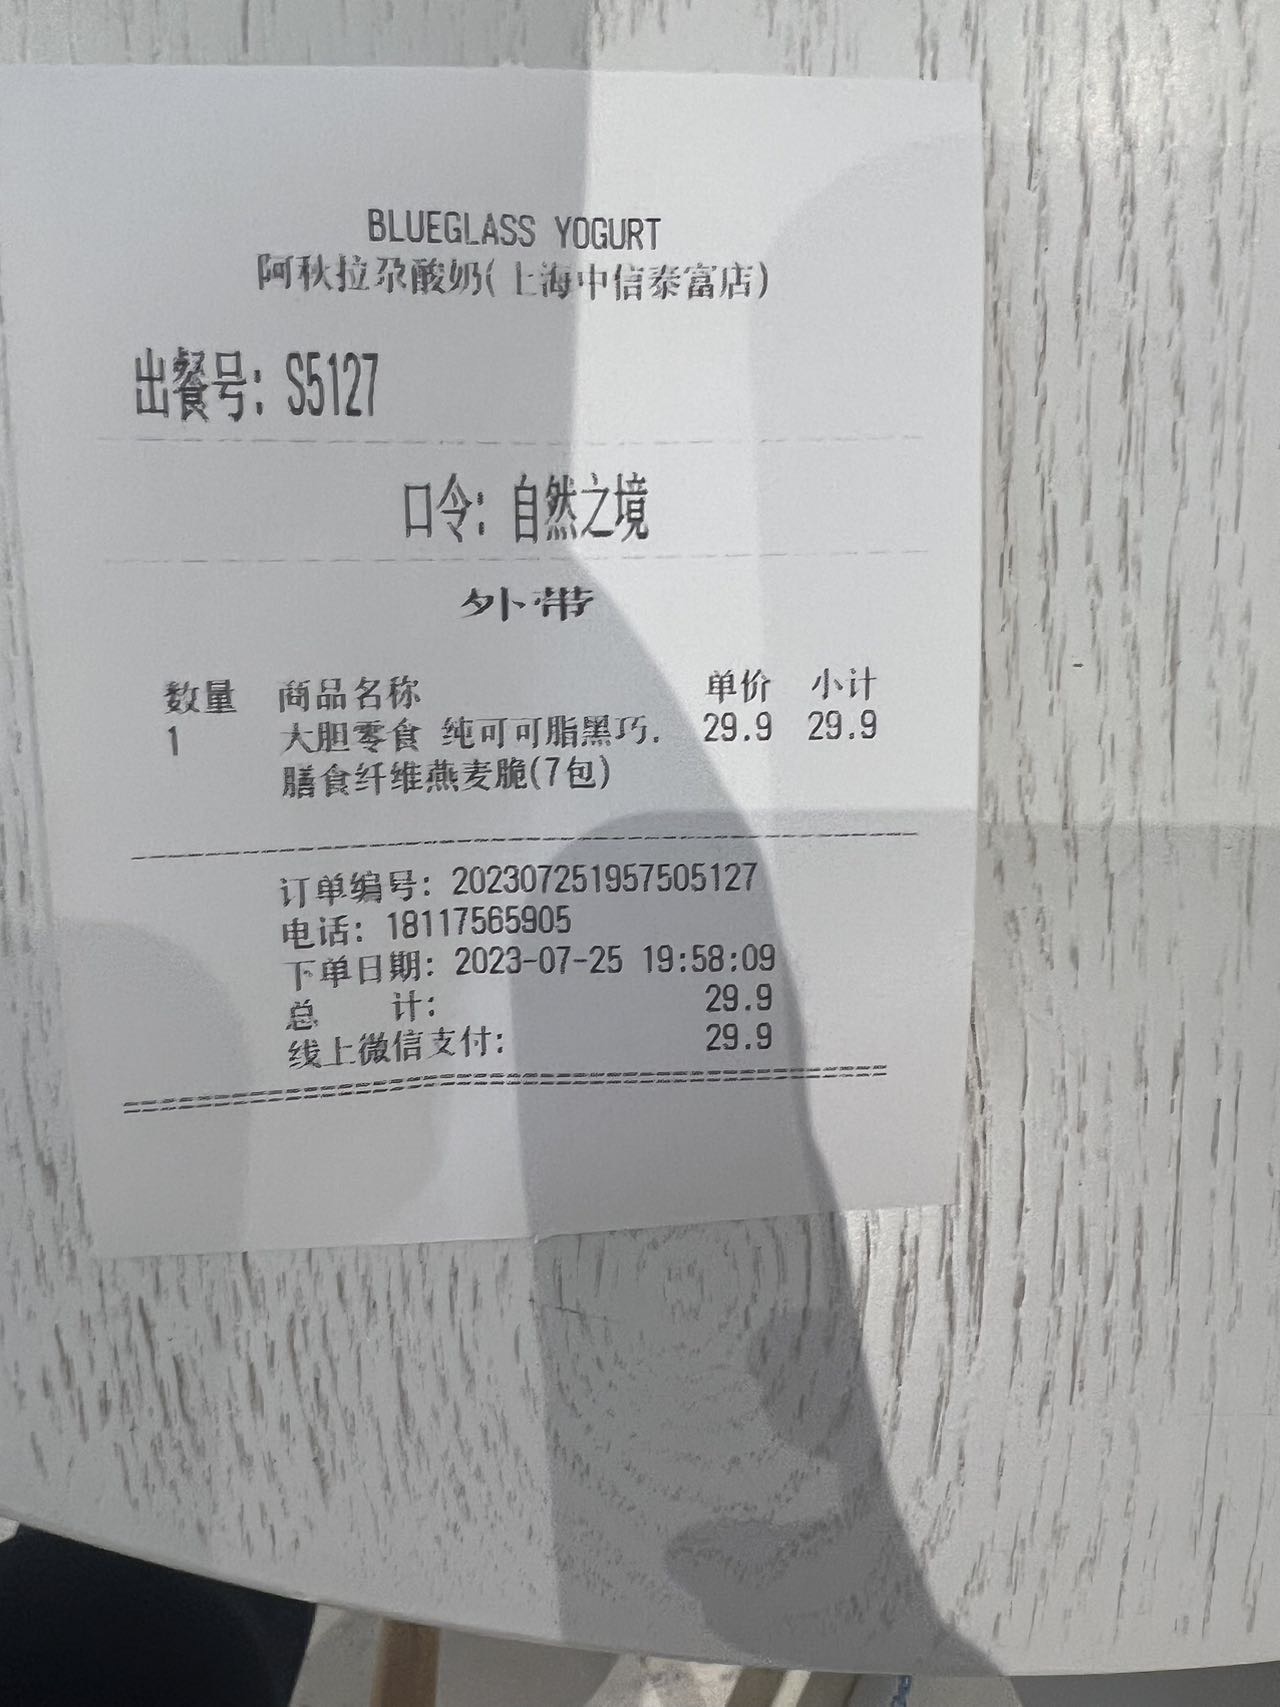 BLUEGLASS YOGURT
阿秋拉尕酸奶(上海中信泰富店)
出餐号: S5127
口令: 自然之境
外带
数量 商品名称 单价 小计
1 大胆零食 纯可可脂黑巧. 29.9 29.9
膳食纤维燕麦脆(7包)
订单编号: 202307251957505127
电话: 18117565905
下单日期: 2023-07-25 19:58:09
总 计: 29.9
线上微信支付: 29.9